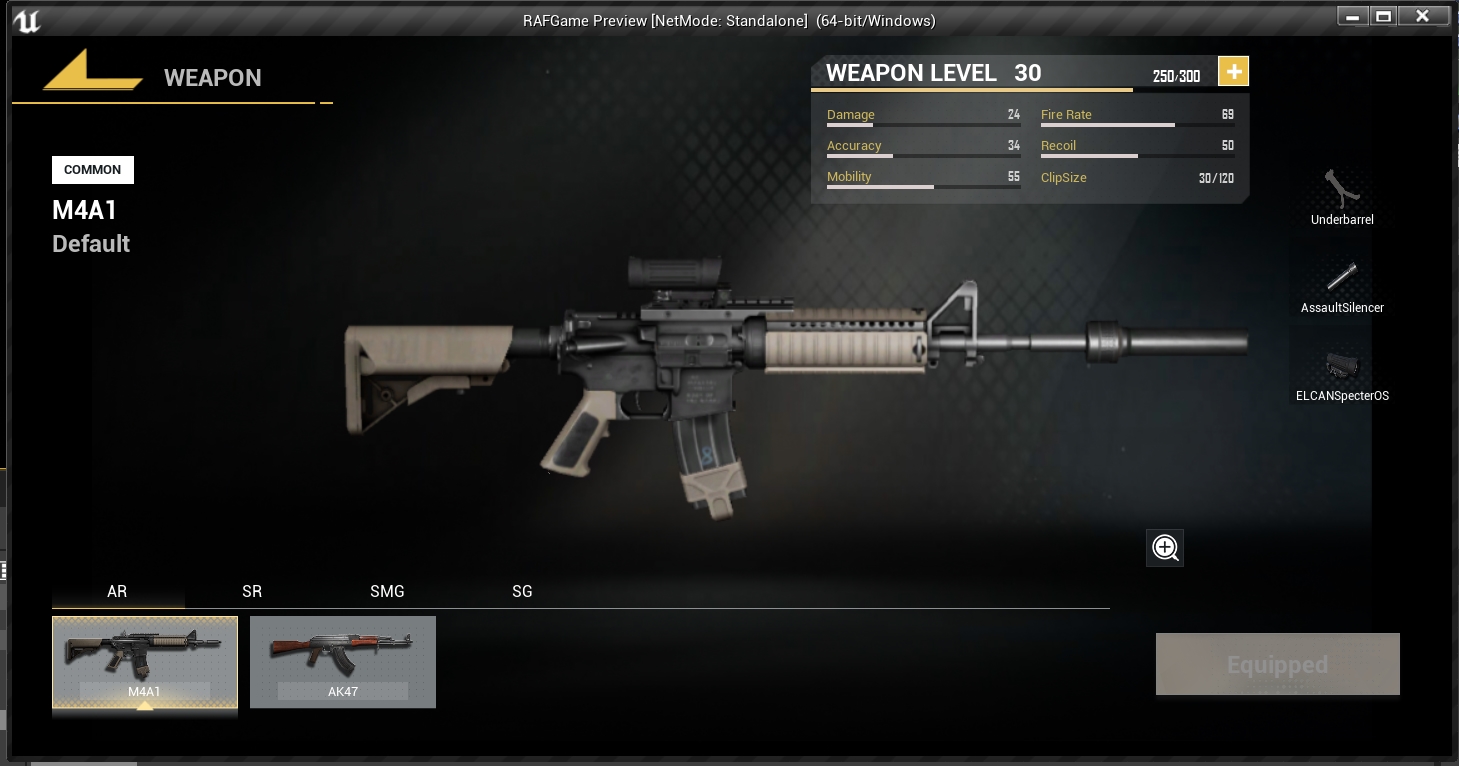 RAFGame Preview [NetMode: Standalone] (64-bit/Windows)
WEAPON
WEAPON LEVEL 30
250/300
Damage 24
Fire Rate 69
Accuracy 34
Recoil 50
Mobility 55
ClipSize 30/120
COMMON
M4A1
Default
Underbarrel
AssaultSilencer
ELCANSpecterOS
AR SR SMG SG
M4A1
AK47
Equipped